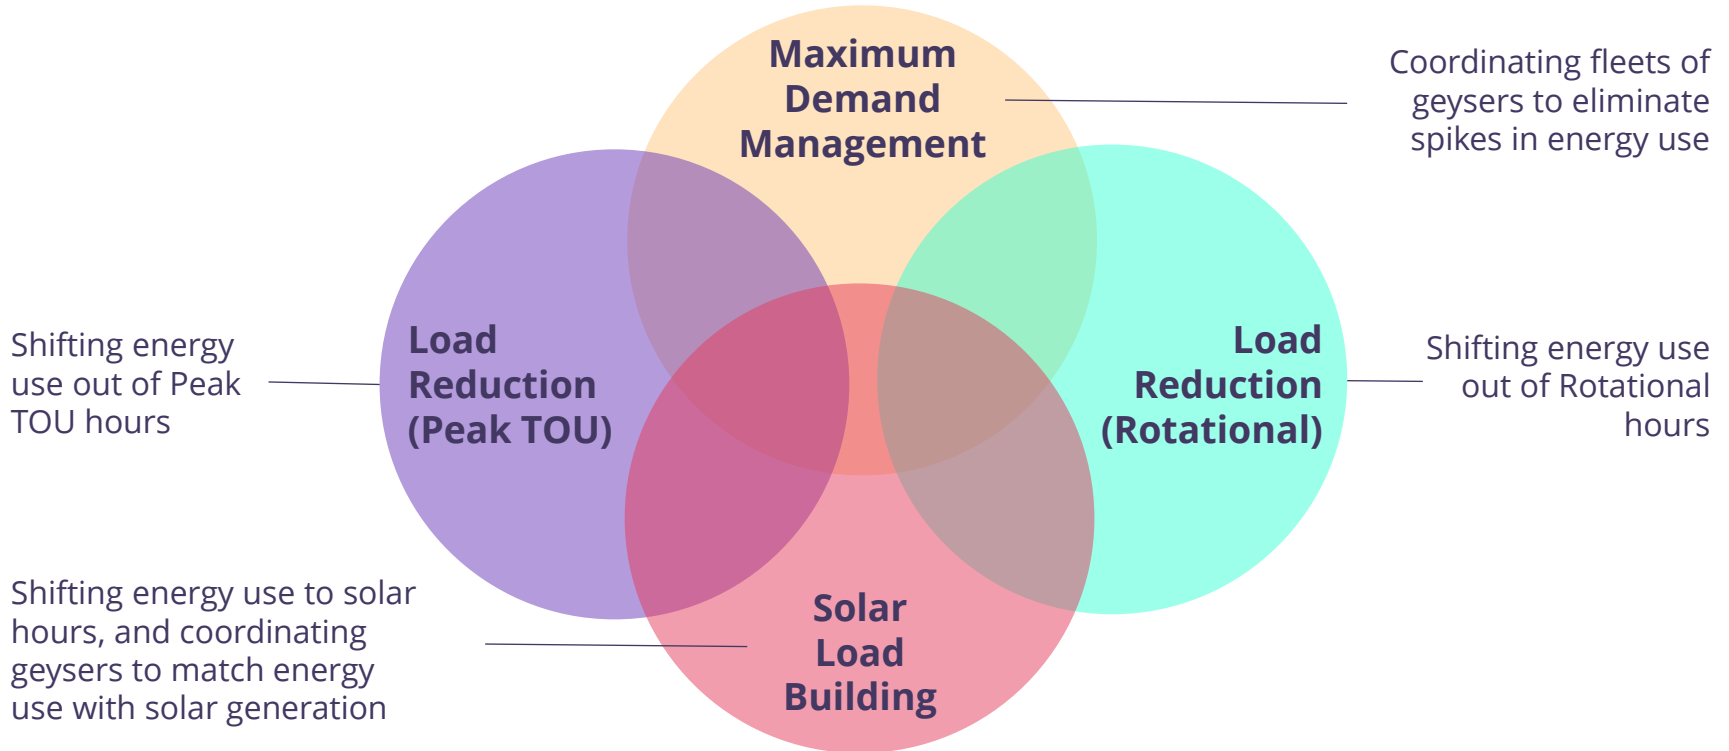 Maximum
Demand
Management
Coordinating fleets of
geysers to eliminate
spikes in energy use
Shifting energy
use out of Peak
TOU hours
Load
Reduction
(Peak TOU)
Load
Reduction
(Rotational)
Shifting energy use
out of Rotational
hours
Shifting energy use to solar
hours, and coordinating
geysers to match energy
use with solar generation
Solar
Load
Building